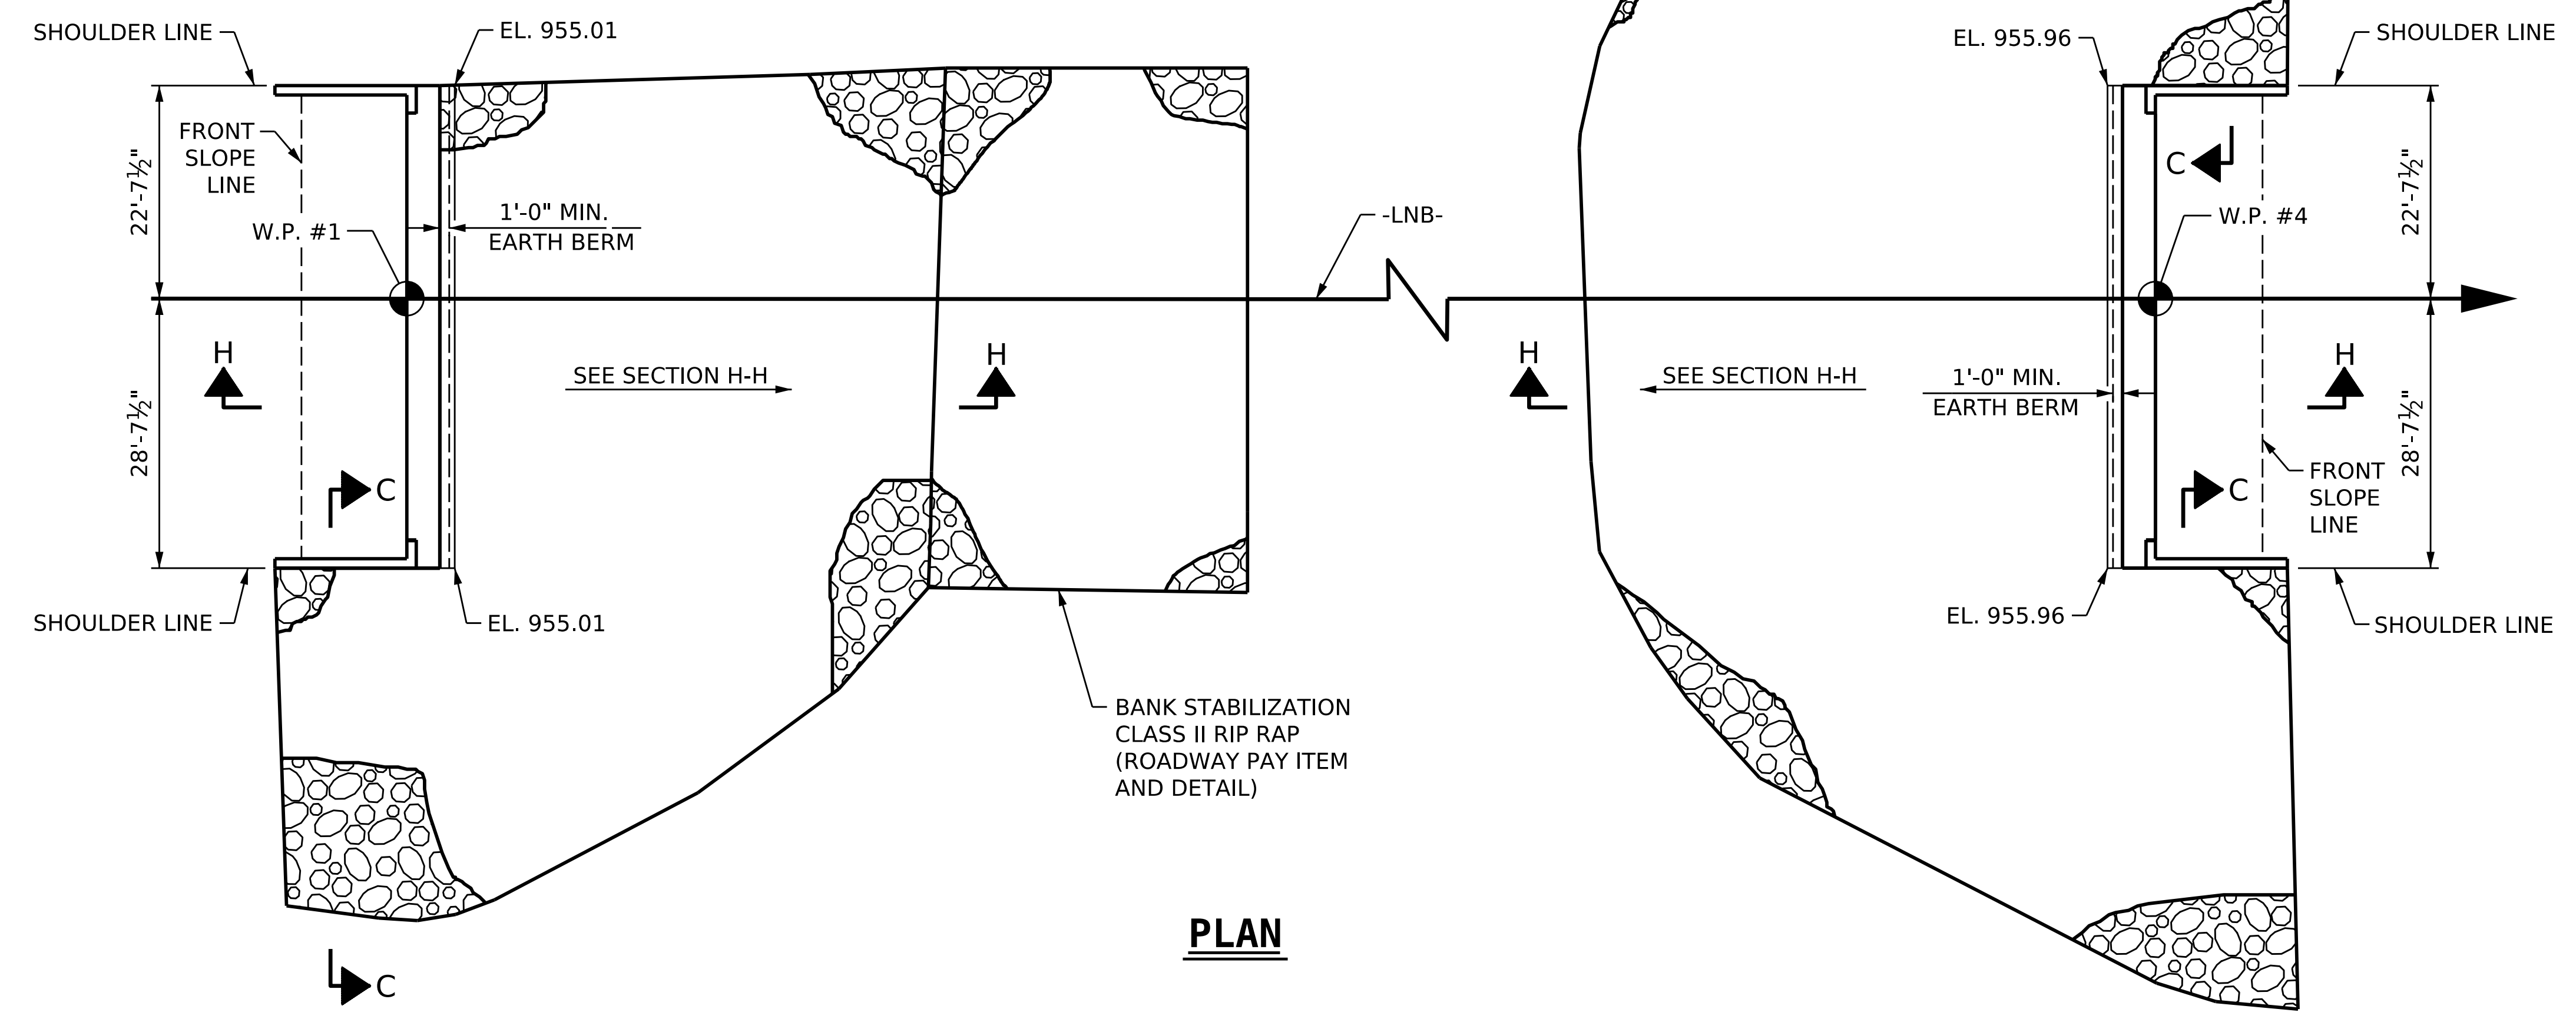 SHOULDER LINE
EL. 955.01
EL. 955.96
SHOULDER LINE
FRONT
SLOPE
LINE
22'-7½"
W.P. #1
1'-0" MIN.
EARTH BERM
-LNB-
C
W.P. #4
22'-7½"
H
H
H
H
SEE SECTION H-H
SEE SECTION H-H
1'-0" MIN.
EARTH BERM
28'-7½"
C
C
FRONT
SLOPE
LINE
28'-7½"
SHOULDER LINE
EL. 955.01
EL. 955.96
SHOULDER LINE
BANK STABILIZATION
CLASS II RIP RAP
(ROADWAY PAY ITEM
AND DETAIL)
PLAN
C